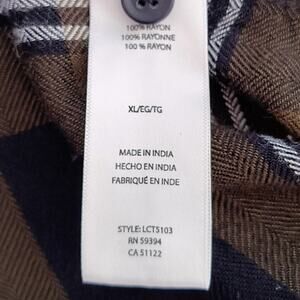 100% RAYON
100% RAYONNE
100 % RAYON
XL/EG/TG
MADE IN INDIA
HECHO EN INDIA
FABRIQUÉ EN INDE
STYLE: LCT5103
RN 59394
CA 51122